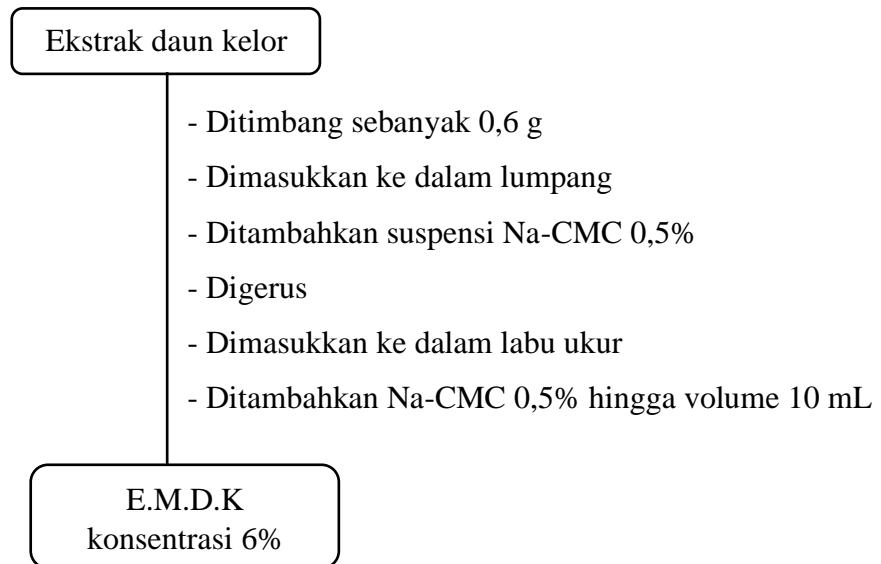 Ekstrak daun kelor
- Ditimbang sebanyak 0,6 g
- Dimasukkan ke dalam lumpang
- Ditambahkan suspensi Na-CMC 0,5%
- Digerus
- Dimasukkan ke dalam labu ukur
- Ditambahkan Na-CMC 0,5% hingga volume 10 mL
E.M.D.K
konsentrasi 6%